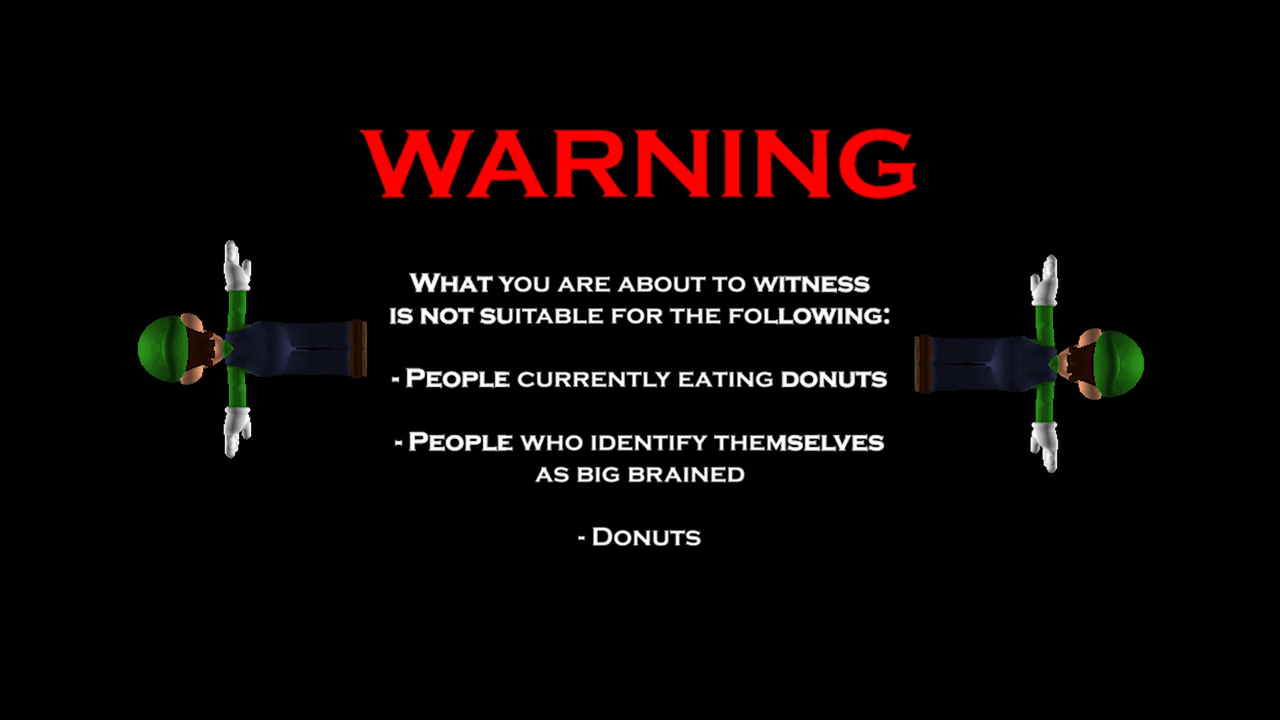 WARNING
What you are about to witness
is not suitable for the following:
- People currently eating donuts
- People who identify themselves
as big brained
- Donuts